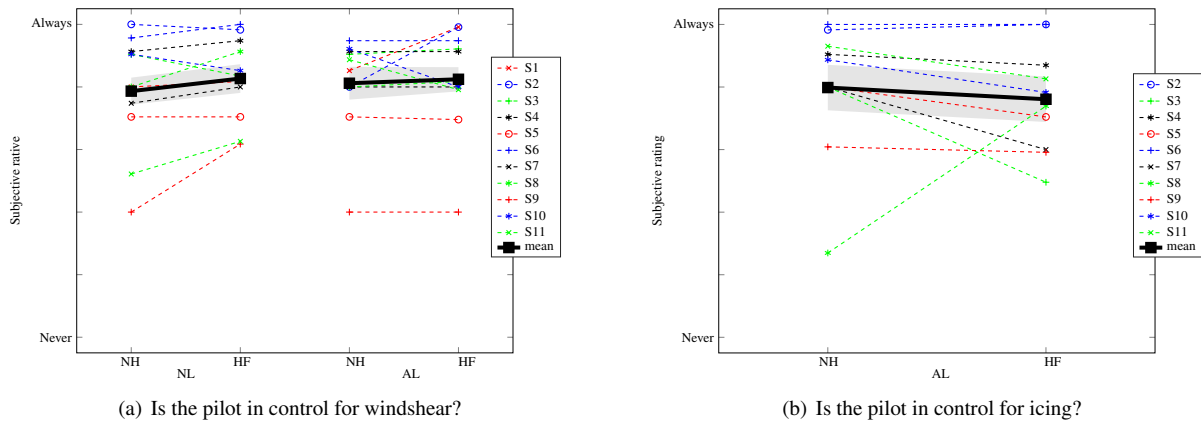 Always
Never
Subjective rative
NH
HF
NH
HF
NL
AL
S1
S2
S3
S4
S5
S6
S7
S8
S9
S10
S11
mean
(a) Is the pilot in control for windshear?
Always
Never
Subjective rating
NH
HF
AL
S2
S3
S4
S5
S6
S7
S8
S9
S10
S11
mean
(b) Is the pilot in control for icing?